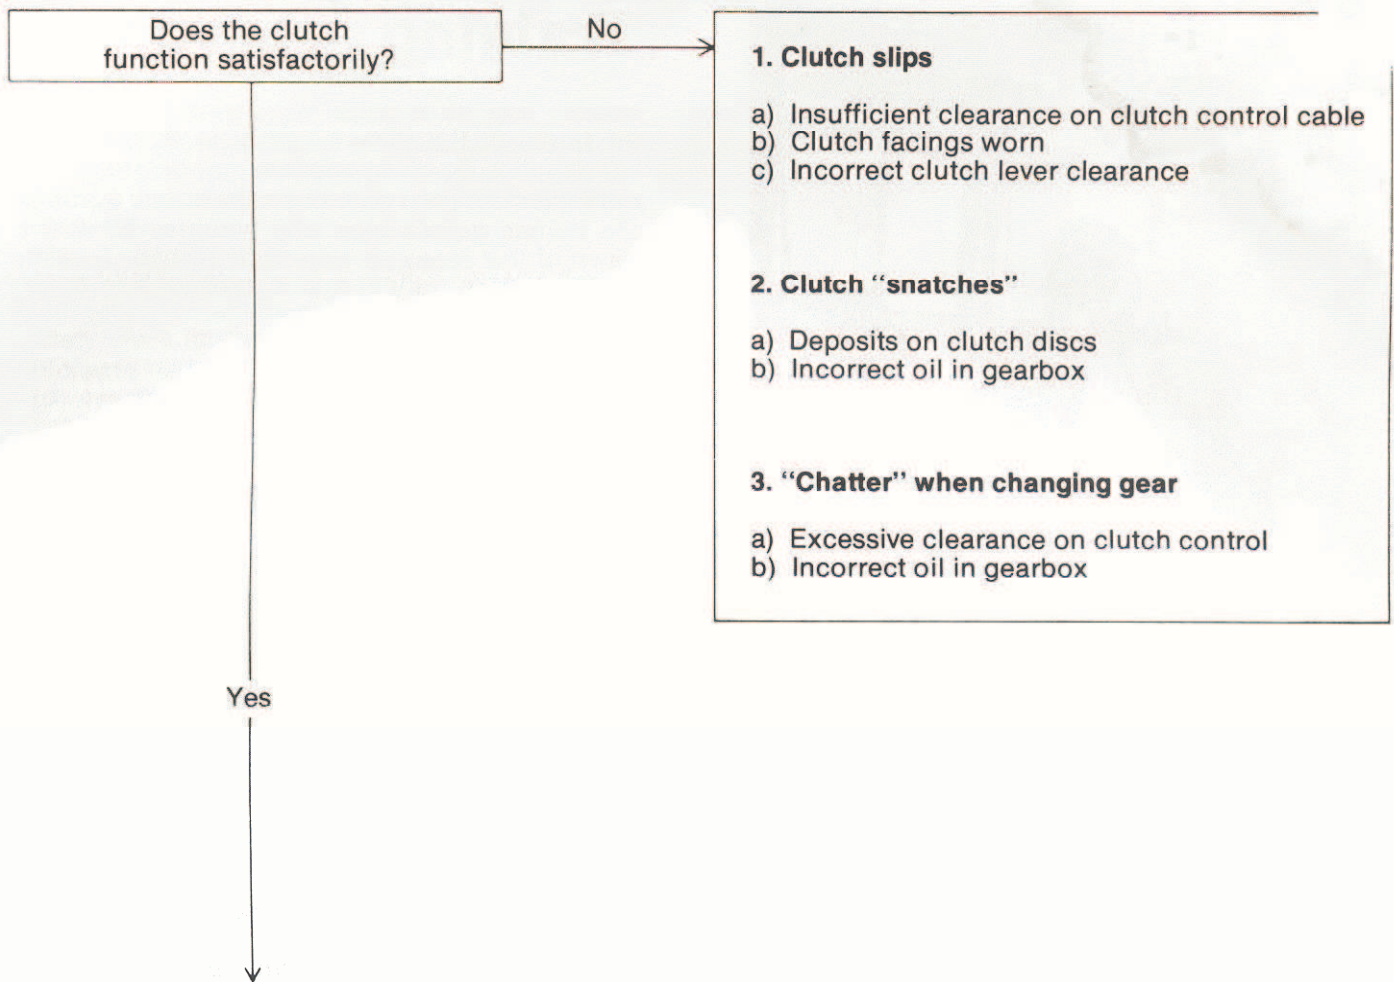 Does the clutch
function satisfactorily?
No
1. Clutch slips
a) Insufficient clearance on clutch control cable
b) Clutch facings worn
c) Incorrect clutch lever clearance
2. Clutch “snatches”
a) Deposits on clutch discs
b) Incorrect oil in gearbox
3. “Chatter” when changing gear
a) Excessive clearance on clutch control
b) Incorrect oil in gearbox
Yes